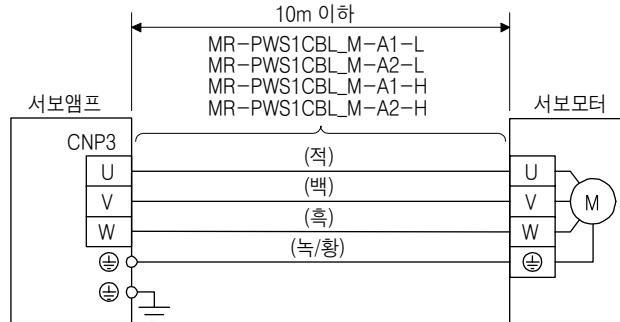 10m 이하
MR-PWS1CBL_M-A1-L
MR-PWS1CBL_M-A2-L
MR-PWS1CBL_M-A1-H
MR-PWS1CBL_M-A2-H
서보앰프
서보모터
CNP3
(적)
U
U
(백)
V
V
M
(흑)
W
W
(녹/황)